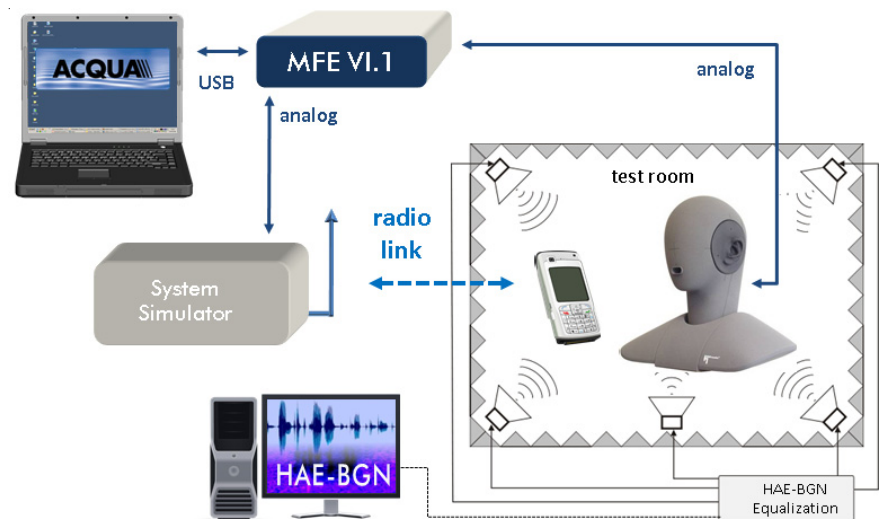 ACQUA
USB
MFE VI.1
analog
analog
test room
radio
link
System
Simulator
HAE-BGN
HAE-BGN
Equalization